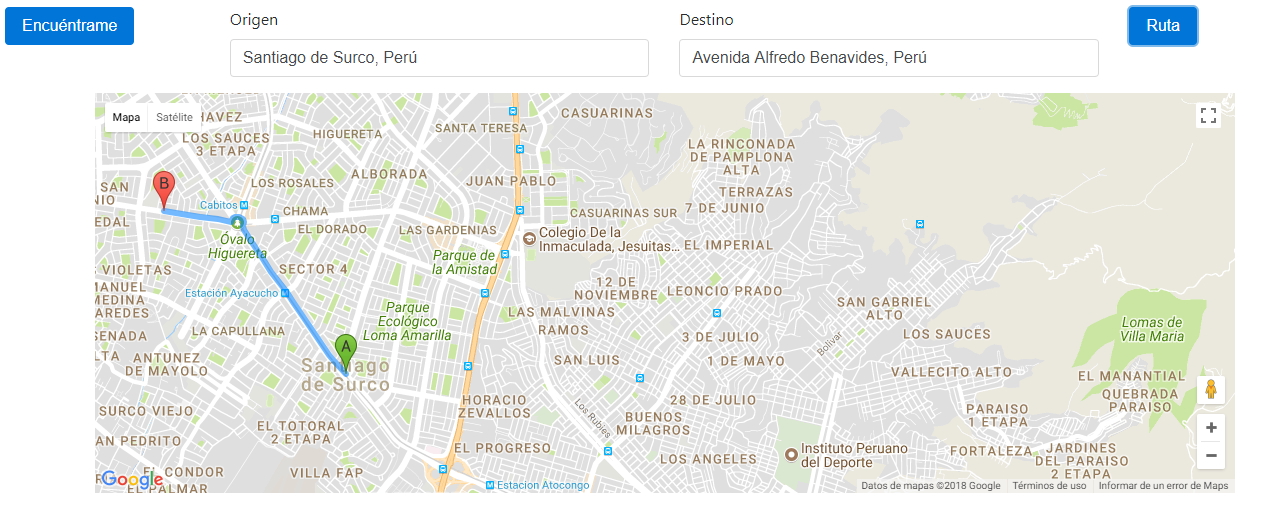 Encuéntrame
Origen
Santiago de Surco, Perú
Destino
Avenida Alfredo Benavides, Perú
Ruta
Mapa
Satélite
HAVEZ
LOS SAUCES
3 ETAPA
HIGUERETA
SANTA TERESA
CASUARINAS
LA RINCONADA
DE PAMPLONA
ALTA
SAN
NIO
B
LOS ROSALES
ALBORADA
JUAN PABLO
TERRAZAS
7 DE JUNIO
Cabitos
CHAMA
CASUARINAS SUR
EDAL
EL DORADO
LAS GARDENIAS
Colegio De la
Inmaculada, Jesuitas...
EL IMPERIAL
Óvalo
Higuereta
Parque de
la Amistad
VIOLETAS
SECTOR 4
MANUEL
MEDINA
AREDES
Estación Ayacucho
12 DE
NOVIEMBRE
LEONCIO PRADO
SAN GABRIEL
ALTO
Parque
Ecológico
Loma Amarilla
LAS MALVINAS
RAMOS
SENADA
LA CAPULLANA
3 DE JULIO
LOS SAUCES
Lomas de
Villa Maria
Bolívar
LTA
ANTUNEZ
DE MAYOLO
A
Santiago
de Surco
SAN LUIS
1 DE MAYO
VALLECITO ALTO
EL MANANTIAL
QUEBRADA
PARAISO
SURCO VIEJO
HORACIO
ZEVALLOS
Los Rubíes
28 DE JULIO
BUENOS
MILAGROS
PARAISO
1 ETAPA
EL TOTORAL
2 ETAPA
AN PEDRITO
EL PROGRESO
LOS ANGELES
Instituto Peruano
del Deporte
FORTALEZA
JARDINES
DEL PARAISO
2 ETAPA
EL CONDOR
VILLA FAP
Google
EL PALMAR
Estacion Atocongo
Datos de mapas ©2018 Google
Términos de uso
Informar de un error de Maps